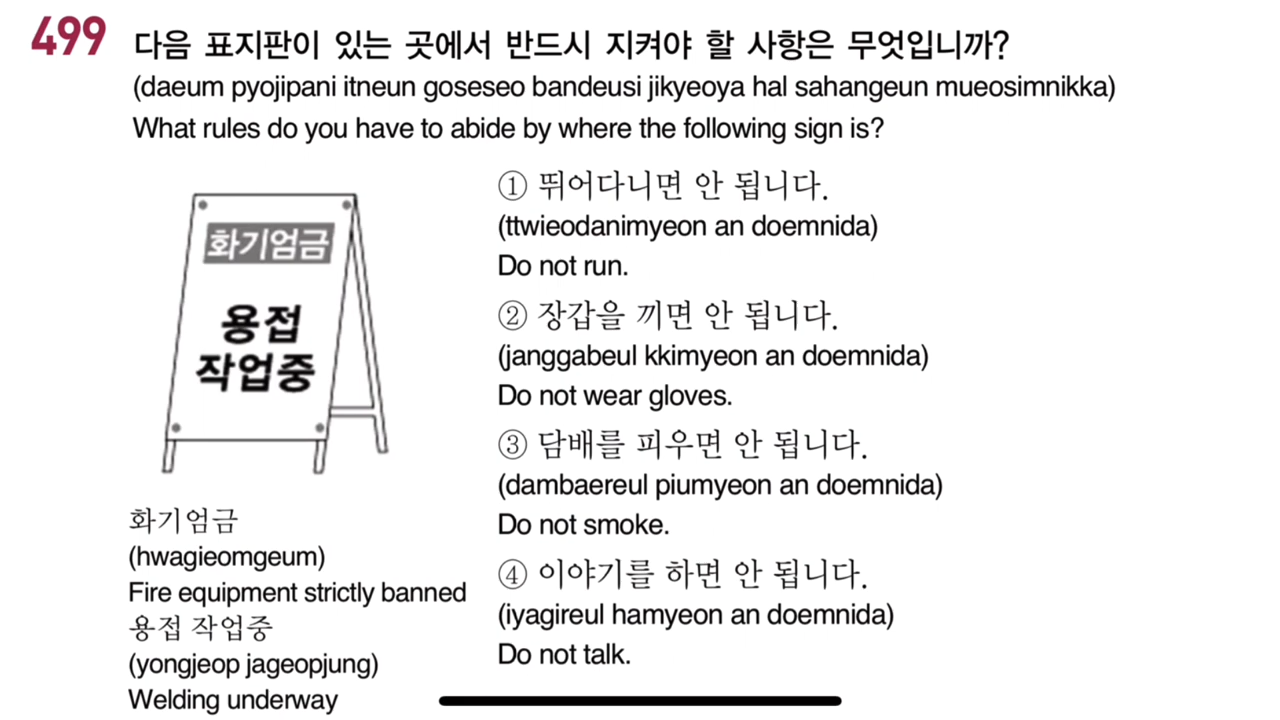 499 다음 표지판이 있는 곳에서 반드시 지켜야 할 사항은 무엇입니까?
(daeum pyojipani itneun goseseo bandeusi jikyeoya hal sahangeun mueosimnikka)
What rules do you have to abide by where the following sign is?
화기엄금
용접
작업중
화기엄금
(hwagieomgeum)
Fire equipment strictly banned
용접 작업중
(yongjeop jageopjung)
Welding underway
① 뛰어다니면 안 됩니다.
(ttwieodanimyeon an doemnida)
Do not run.
② 장갑을 끼면 안 됩니다.
(janggabeul kkimyeon an doemnida)
Do not wear gloves.
③ 담배를 피우면 안 됩니다.
(dambaereul piumyeon an doemnida)
Do not smoke.
④ 이야기를 하면 안 됩니다.
(iyagireul hamyeon an doemnida)
Do not talk.